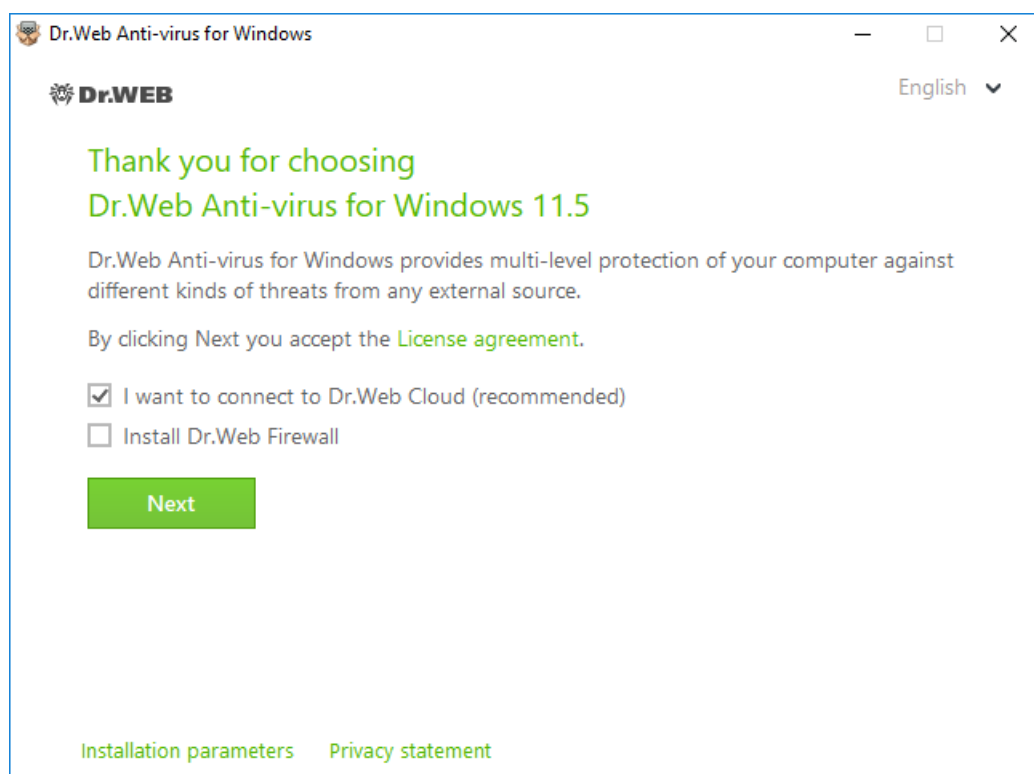 Dr.Web Anti-virus for Windows
Dr.WEB
English
Thank you for choosing
Dr.Web Anti-virus for Windows 11.5
Dr.Web Anti-virus for Windows provides multi-level protection of your computer against
different kinds of threats from any external source.
By clicking Next you accept the License agreement.
I want to connect to Dr.Web Cloud (recommended)
Install Dr.Web Firewall
Next
Installation parameters Privacy statement